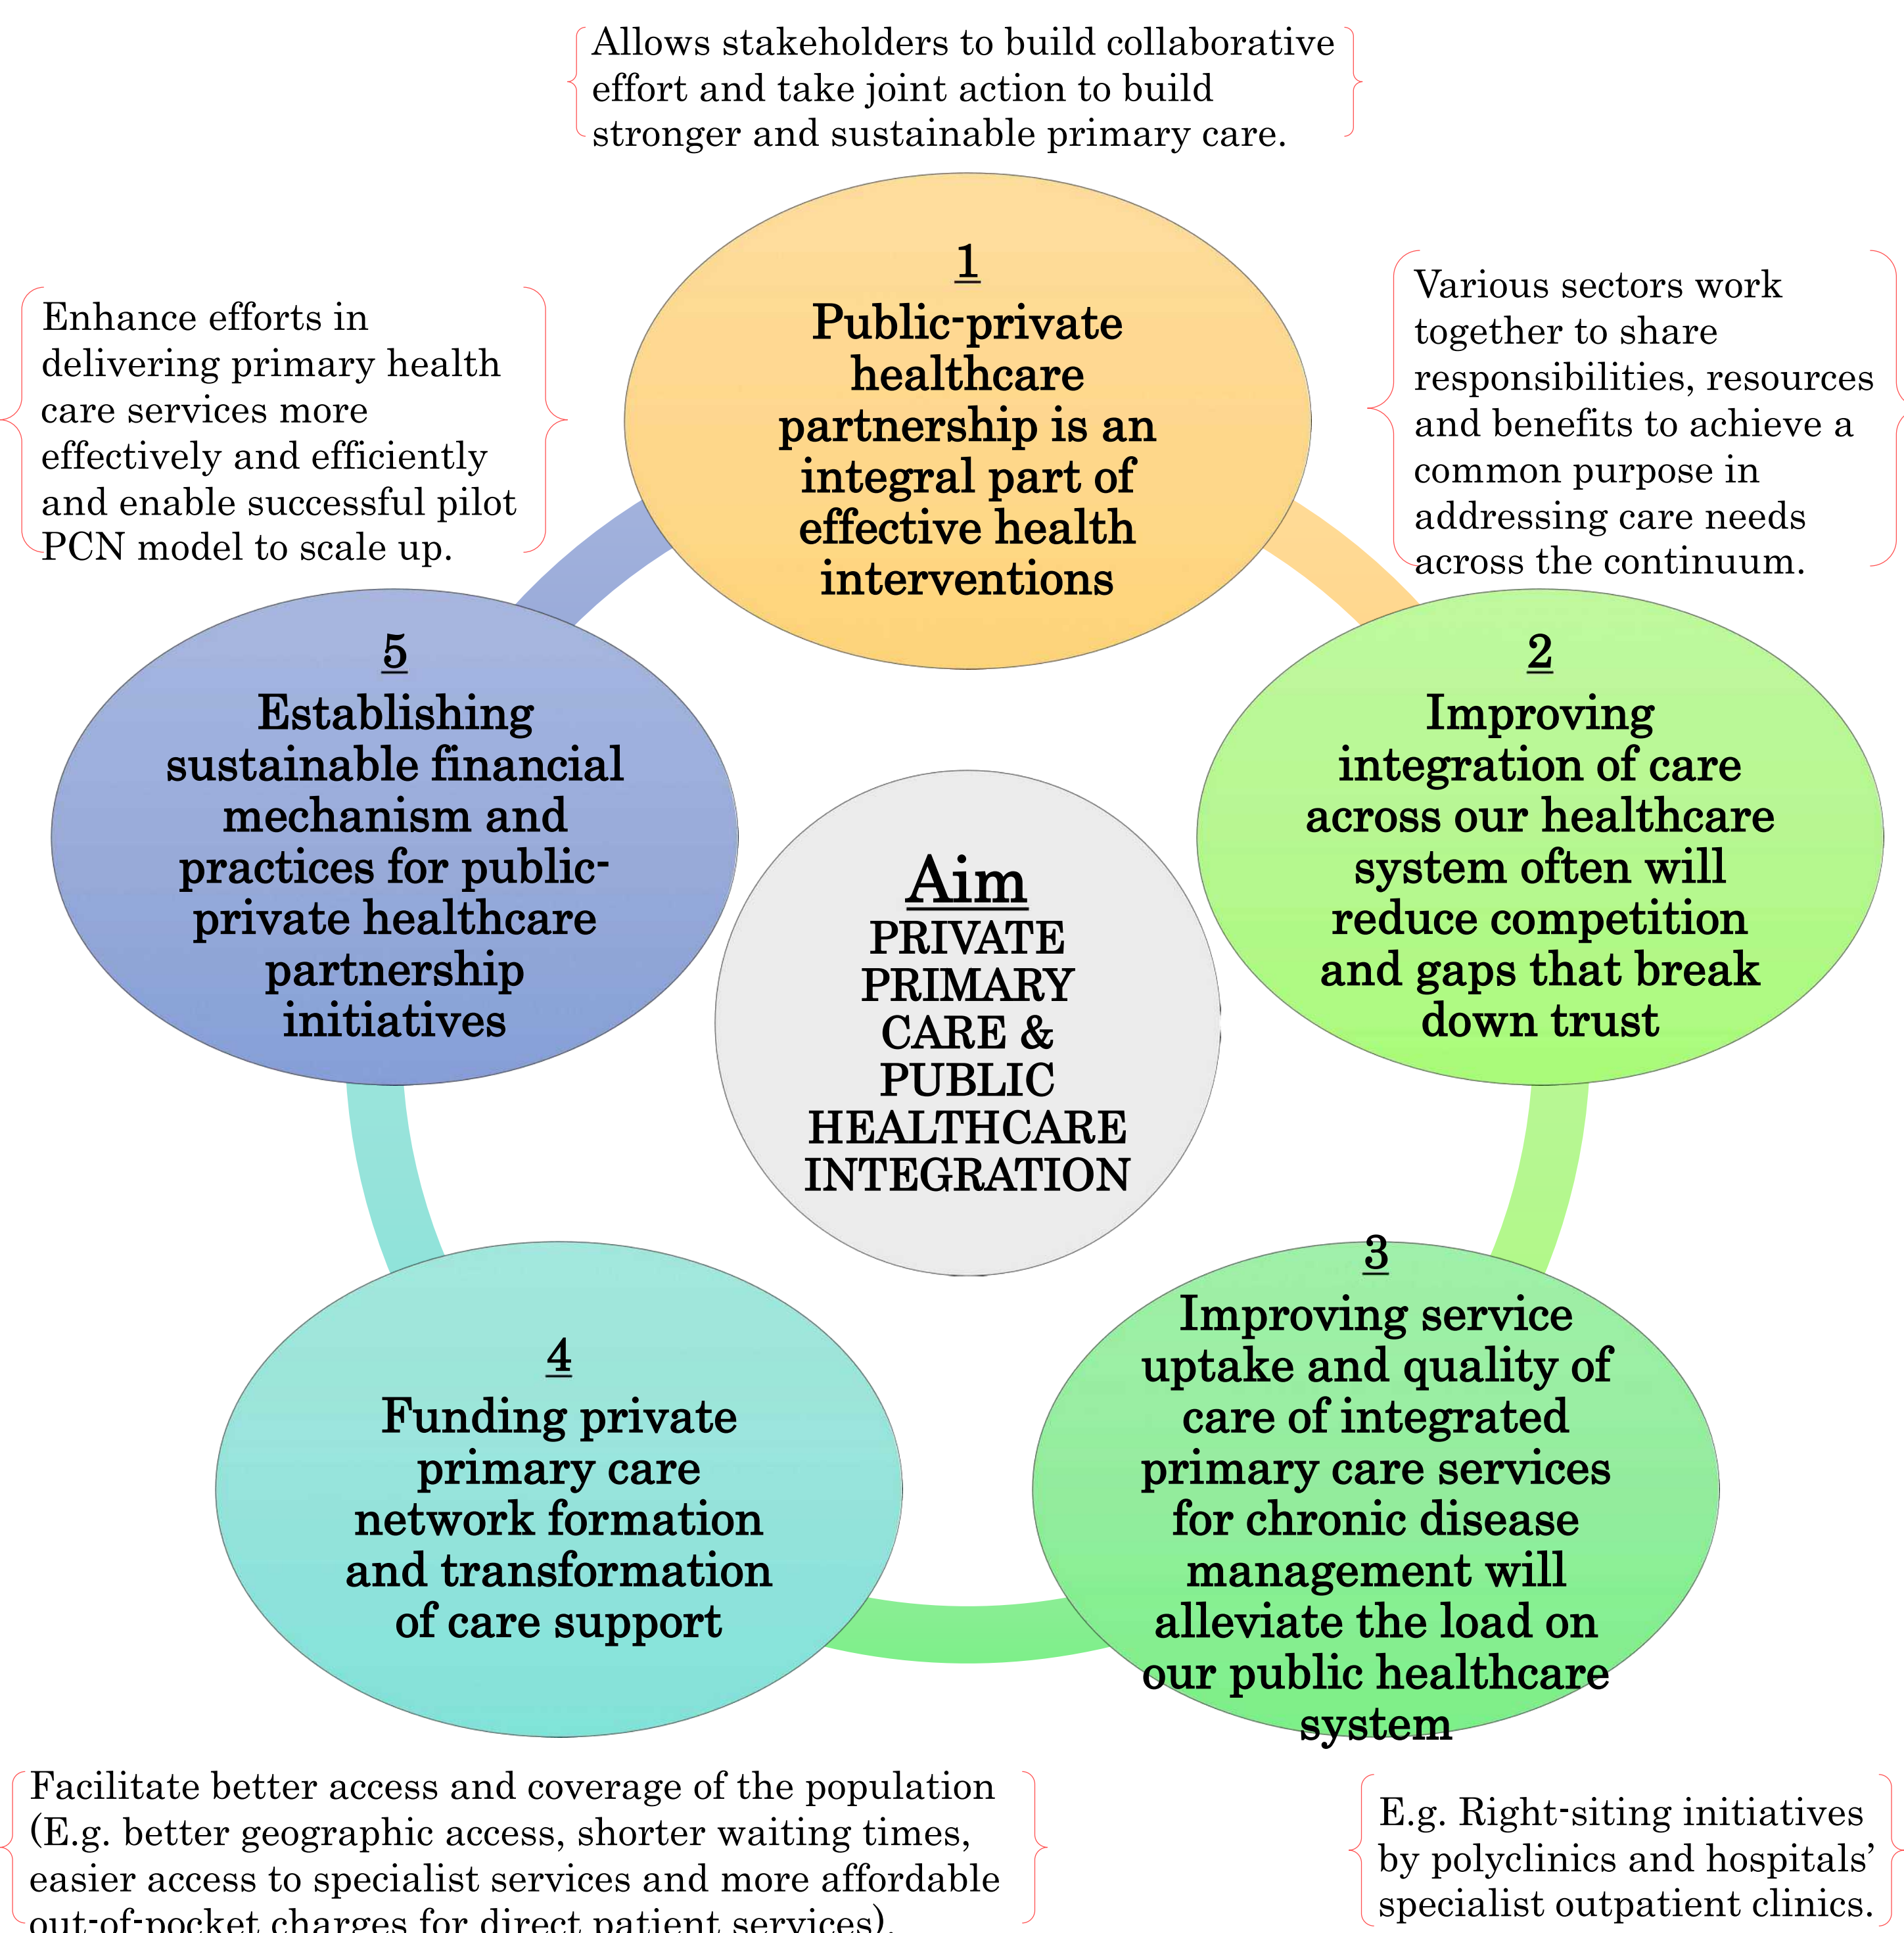 Allows stakeholders to build collaborative
effort and take joint action to build
stronger and sustainable primary care.
1
Public-private
healthcare
partnership is an
integral part of
effective health
interventions
Various sectors work
together to share
responsibilities, resources
and benefits to achieve a
common purpose in
addressing care needs
across the continuum.
2
Improving
integration of care
across our healthcare
system often will
reduce competition
and gaps that break
down trust
3
Improving service
uptake and quality of
care of integrated
primary care services
for chronic disease
management will
alleviate the load on
our public healthcare
system
E.g. Right-siting initiatives
by polyclinics and hospitals’
specialist outpatient clinics.
4
Funding private
primary care
network formation
and transformation
of care support
Facilitate better access and coverage of the population
(E.g. better geographic access, shorter waiting times,
easier access to specialist services and more affordable
out-of-pocket charges for direct patient services).
Enhance efforts in
delivering primary health
care services more
effectively and efficiently
and enable successful pilot
PCN model to scale up.
5
Establishing
sustainable financial
mechanism and
practices for public-
private healthcare
partnership
initiatives
Aim
PRIVATE
PRIMARY
CARE &
PUBLIC
HEALTHCARE
INTEGRATION